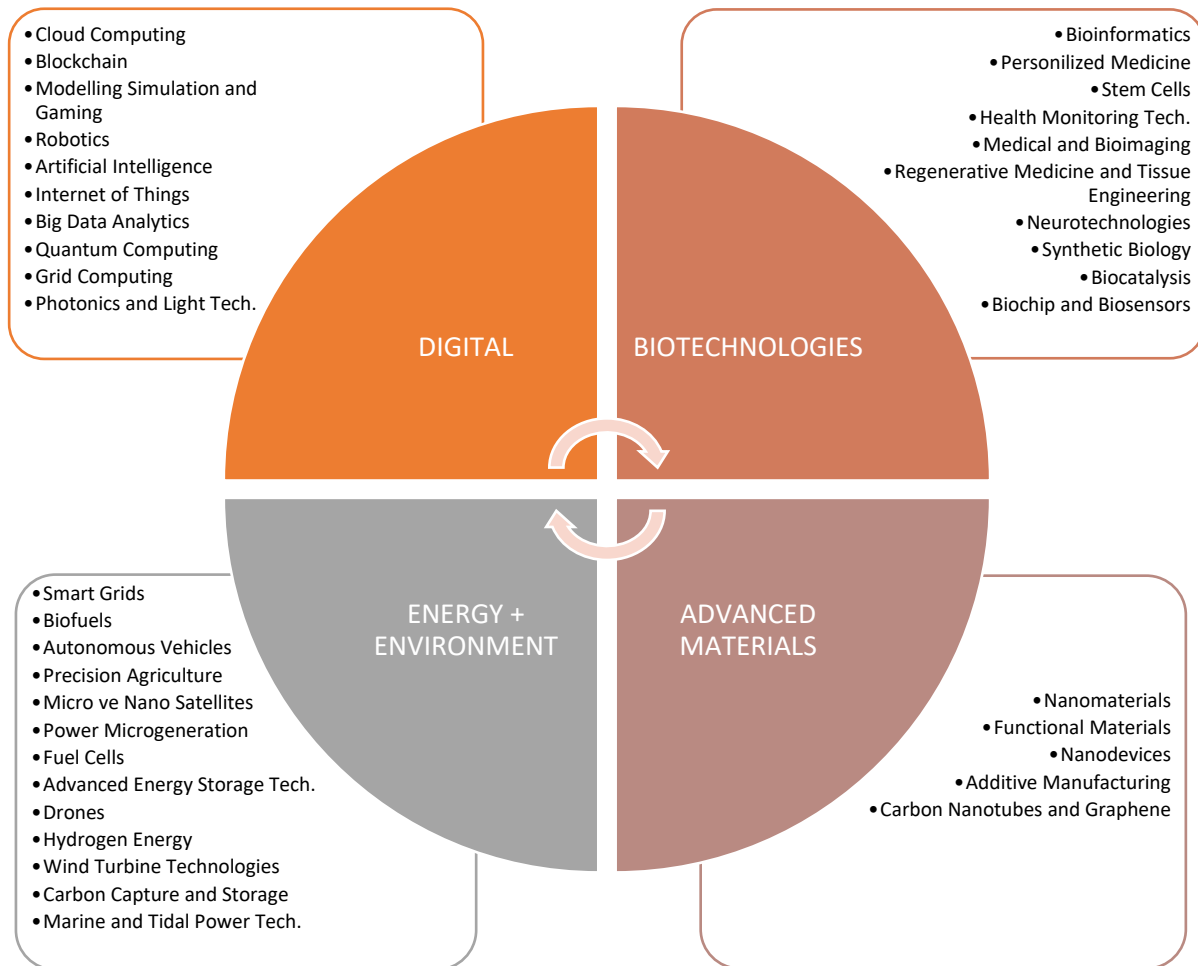 •Cloud Computing
•Blockchain
•Modelling Simulation and
Gaming
•Robotics
•Artificial Intelligence
•Internet of Things
•Big Data Analytics
•Quantum Computing
•Grid Computing
•Photonics and Light Tech.
•Bioinformatics
•Personilized Medicine
•Stem Cells
•Health Monitoring Tech.
•Medical and Bioimaging
•Regenerative Medicine and Tissue
Engineering
•Neurotechnologies
•Synthetic Biology
•Biocatalysis
•Biochip and Biosensors
DIGITAL
BIOTECHNOLOGIES
ENERGY +
ENVIRONMENT
ADVANCED
MATERIALS
•Smart Grids
•Biofuels
•Autonomous Vehicles
•Precision Agriculture
•Micro ve Nano Satellites
•Power Microgeneration
•Fuel Cells
•Advanced Energy Storage Tech.
•Drones
•Hydrogen Energy
•Wind Turbine Technologies
•Carbon Capture and Storage
•Marine and Tidal Power Tech.
•Nanomaterials
•Functional Materials
•Nanodevices
•Additive Manufacturing
•Carbon Nanotubes and Graphene